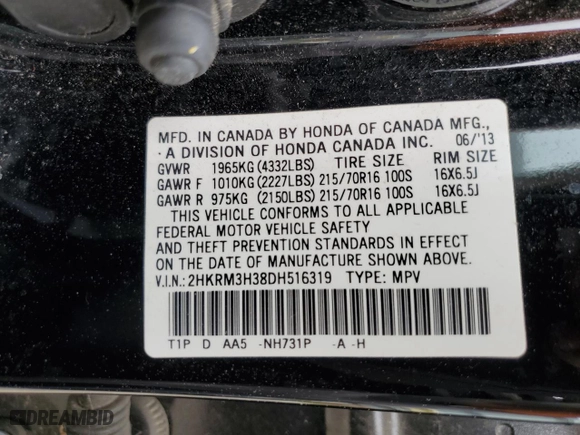 MFD. IN CANADA BY HONDA OF CANADA MFG.,
· A DIVISION OF HONDA CANADA INC. 06/'13
GVWR 1965KG (4332LBS) TIRE SIZE RIM SIZE
GAWR F 1010KG (2227LBS) 215/70R16 100S 16X6.5J
GAWR R 975KG (2150LBS) 215/70R16 100S 16X6.5J
THIS VEHICLE CONFORMS TO ALL APPLICABLE
FEDERAL MOTOR VEHICLE SAFETY
AND THEFT PREVENTION STANDARDS IN EFFECT
ON THE DATE OF MANUFACTURE SHOWN ABOVE.
V.I.N.: 2HKRM3H38DH516319 TYPE: MPV
T1P D AA5 -NH731P -A -H
DREAMBID